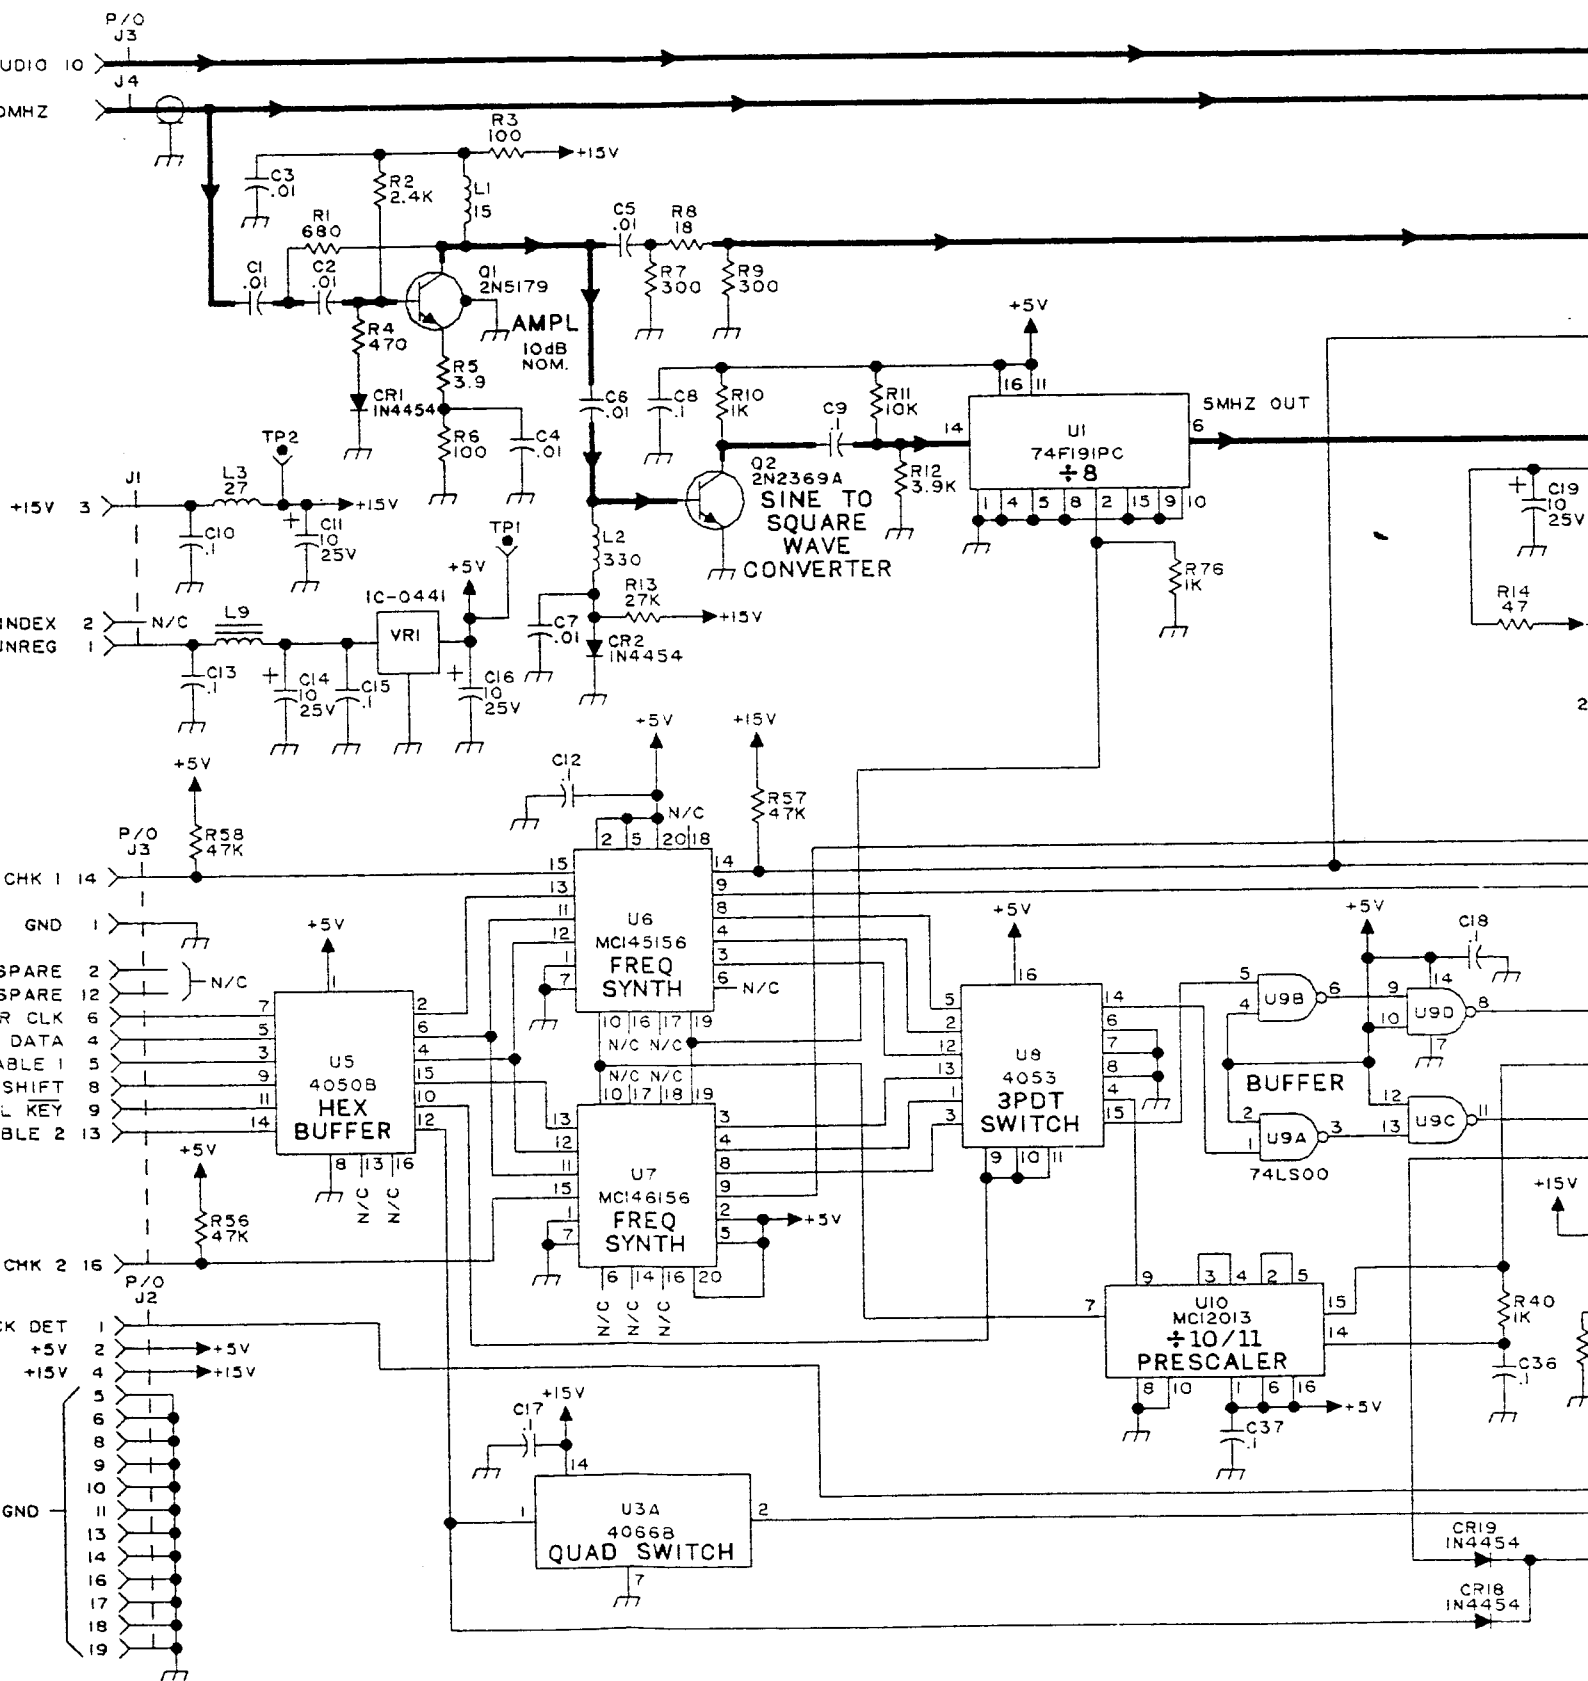 P/O
J3
UDIO 10
J4
0MHZ
R3
100
+15V
C3
.01
R2
2.4K
L1
15
R1
680
C5
.01
R8
18
C1
.01
C2
.01
Q1
2N5179
R7
300
R9
300
AMPL
10dB
NOM.
R4
470
R5
3.9
CR1
1N4454
R6
100
C4
.01
C6
.01
C8
.1
R10
1K
C9
.1
R11
10K
R12
3.9K
+5V
16 11
14
U1
74F191PC
÷8
6
5MHZ OUT
1 4 5 8 2 15 9 10
Q2
2N2369A
SINE TO
SQUARE
WAVE
CONVERTER
R76
1K
C19
10
25V
R14
47
2
TP2
J1
L3
27
+15V 3
+15V
C10
.1
C11
10
25V
TP1
+5V
L2
330
R13
27K
+15V
C7
.01
CR2
1N4454
INDEX 2
N/C
L9
IC-0441
VR1
UNREG 1
C13
.1
C14
10
25V
C15
.1
C16
10
25V
+5V
+15V
+5V
C12
.1
N/C
R57
47K
R58
47K
P/O
J3
CHK 1 14
2 5 20 18
15
13
11
12
1
7
U6
MC145156
FREQ
SYNTH
14
9
8
4
3
6
N/C
10 16 17 19
N/C N/C
GND 1
SPARE 2
SPARE 12
N/C
R CLK 6
DATA 4
ABLE 1 5
SHIFT 8
L KEY 9
BLE 2 13
+5V
1
7
5
3
9
11
14
U5
4050B
HEX
BUFFER
2
6
4
15
10
12
8 13 16
N/C N/C
+5V
R56
47K
CHK 2 16
N/C N/C
10 17 18 19
13
12
11
15
1
7
U7
MC146156
FREQ
SYNTH
3
4
8
9
2
5
+5V
6 14 16 20
N/C N/C N/C
+5V
16
5
2
12
13
1
3
U8
4053
3PDT
SWITCH
14
6
7
8
4
15
9 10 11
+5V
C18
.1
14
5
4
U9B
6
9
10
U9D
8
7
BUFFER
2
1
U9A
3
74LS00
12
13
U9C
11
+15V
P/O
J2
CK DET 1
+5V 2
+5V
+15V 4
+15V
5
6
8
9
10
GND
11
13
14
16
17
18
19
9 3 4 2 5
7
U10
MC12013
÷10/11
PRESCALER
15
14
8 10 1 6 16
+5V
C37
.1
R40
1K
C36
.1
+15V
C17
.1
14
1
U3A
4066B
QUAD SWITCH
2
7
CR19
1N4454
CR18
1N4454